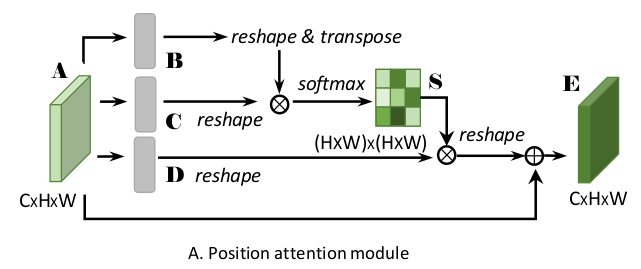 A
B
reshape & transpose
C
reshape
softmax
S
(HXW)X(HXW)
D
reshape
reshape
E
CXHXW
CXHXW
A. Position attention module